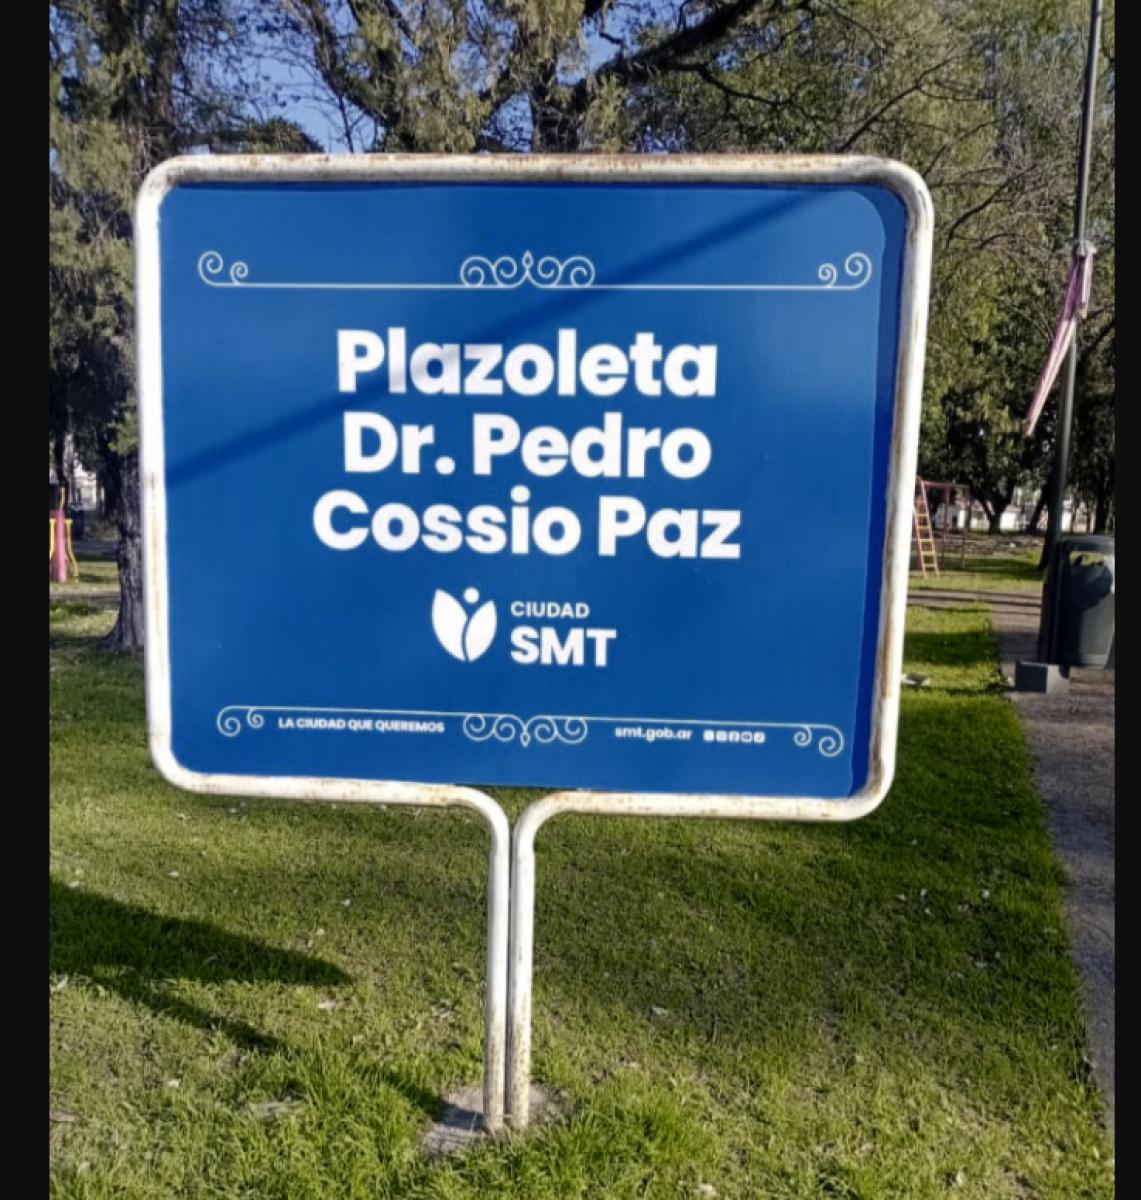 Plazoleta
Dr. Pedro
Cossio Paz
CIUDAD
SMT
LA CIUDAD QUE QUEREMOS
smt.gob.ar